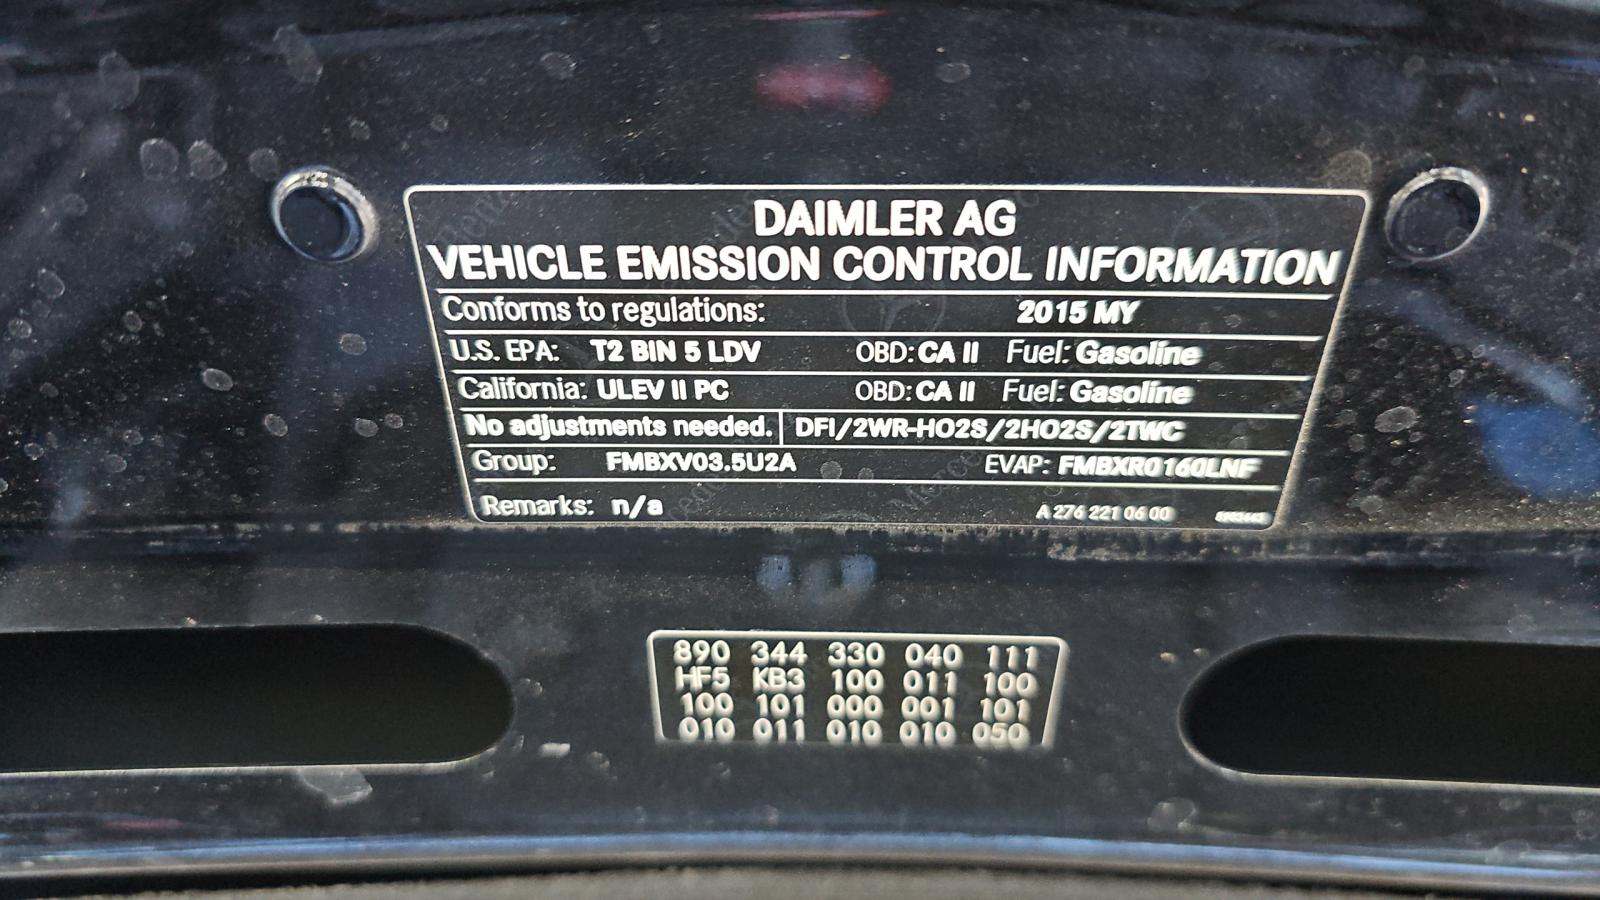 DAIMLER AG
VEHICLE EMISSION CONTROL INFORMATION
Conforms to regulations: 2015 MY
U.S. EPA: T2 BIN 5 LDV OBD: CA II Fuel: Gasoline
California: ULEV II PC OBD: CA II Fuel: Gasoline
No adjustments needed. DFI/2WR-HO2S/2HO2S/2TWC
Group: FMBXV03.5U2A EVAP: FMBXR0160LNF
Remarks: n/a A 276 221 06 00
890 344 330 040 111
HF5 KB3 100 011 100
100 101 000 001 101
010 011 010 010 050